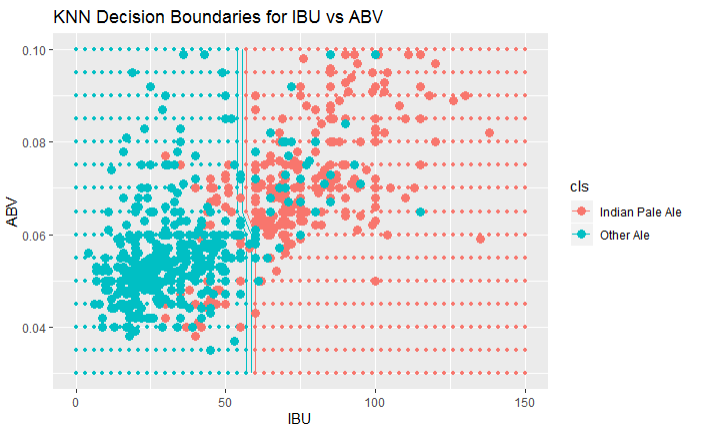 KNN Decision Boundaries for IBU vs ABV
0.10
0.08
0.06
0.04
ABV
0
50
100
150
IBU
cls
Indian Pale Ale
Other Ale